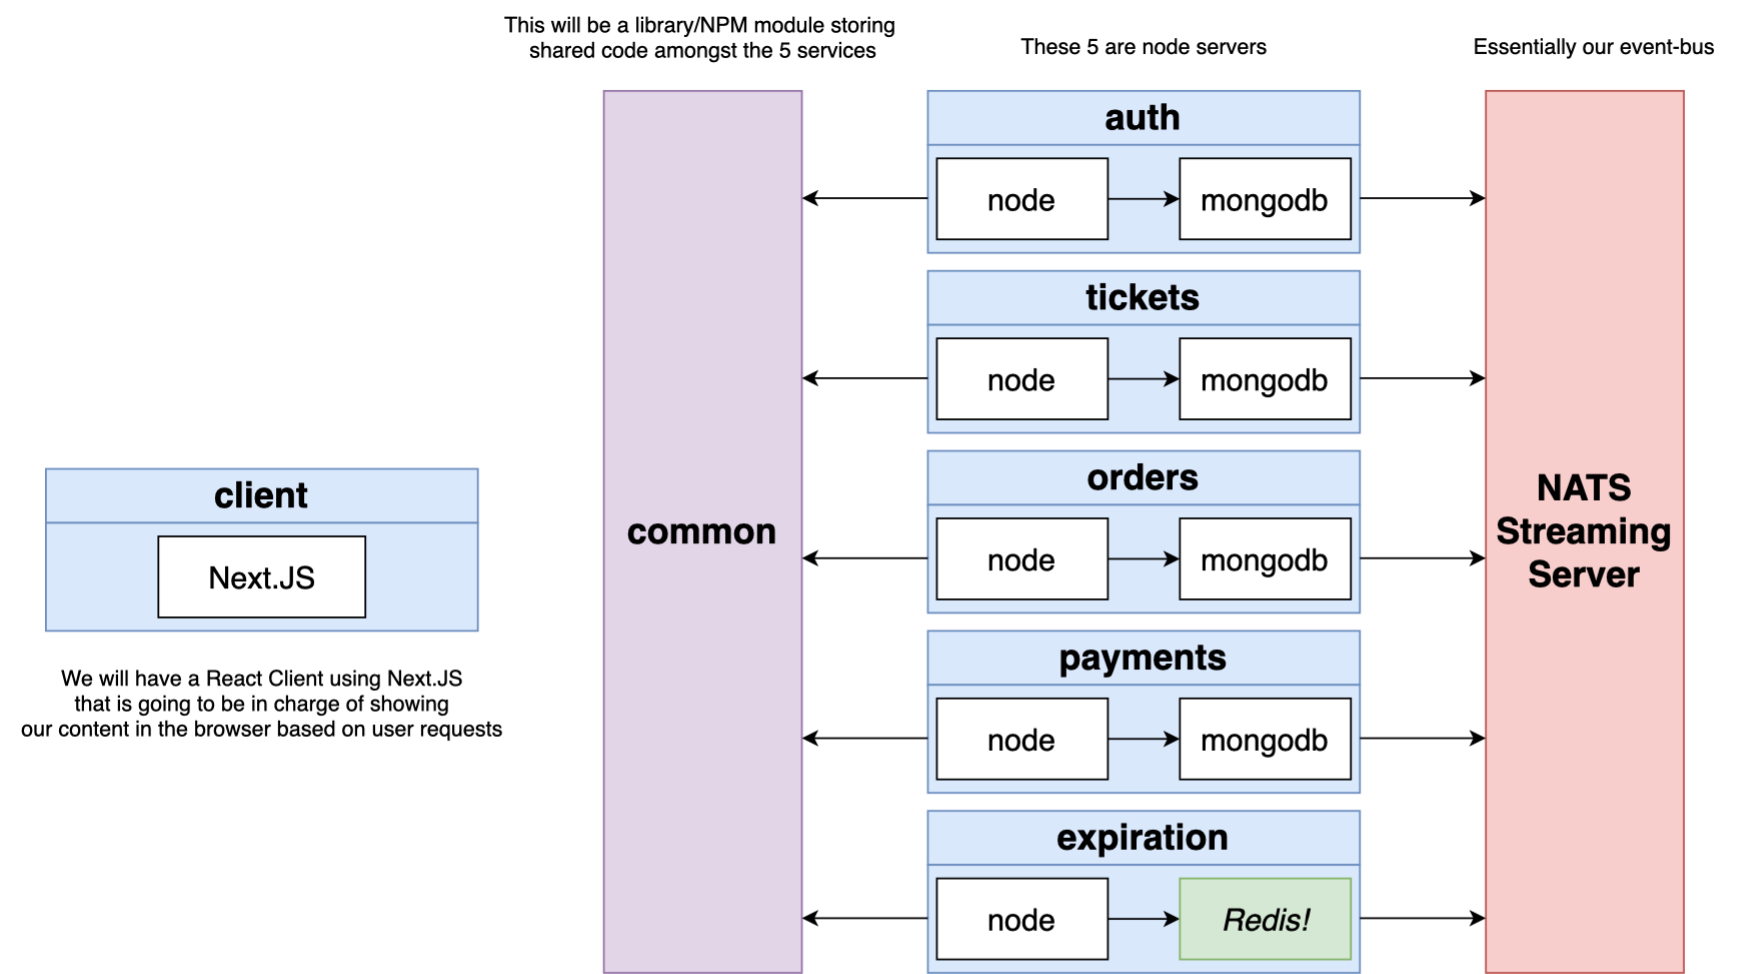 This will be a library/NPM module storing
shared code amongst the 5 services
These 5 are node servers
Essentially our event-bus
client
Next.JS
We will have a React Client using Next.JS
that is going to be in charge of showing
our content in the browser based on user requests
common
auth
node
mongodb
tickets
node
mongodb
orders
node
mongodb
payments
node
mongodb
expiration
node
Redis!
NATS
Streaming
Server